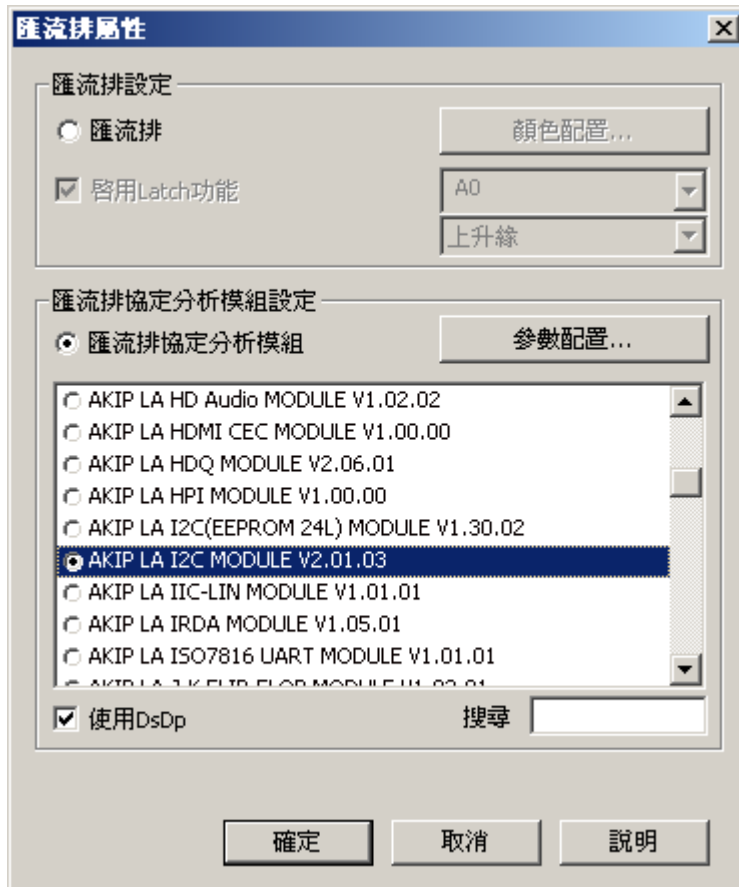 匯流排屬性
匯流排設定
匯流排
顏色配置...
啓用Latch功能
A0
上升緣
匯流排協定分析模組設定
匯流排協定分析模組
參數配置...
AKIP LA HD Audio MODULE V1.02.02
AKIP LA HDMI CEC MODULE V1.00.00
AKIP LA HDQ MODULE V2.06.01
AKIP LA HPI MODULE V1.00.00
AKIP LA I2C(EEPROM 24L) MODULE V1.30.02
AKIP LA I2C MODULE V2.01.03
AKIP LA IIC-LIN MODULE V1.01.01
AKIP LA IRDA MODULE V1.05.01
AKIP LA ISO7816 UART MODULE V1.01.01
使用DsDp
搜尋
確定
取消
說明